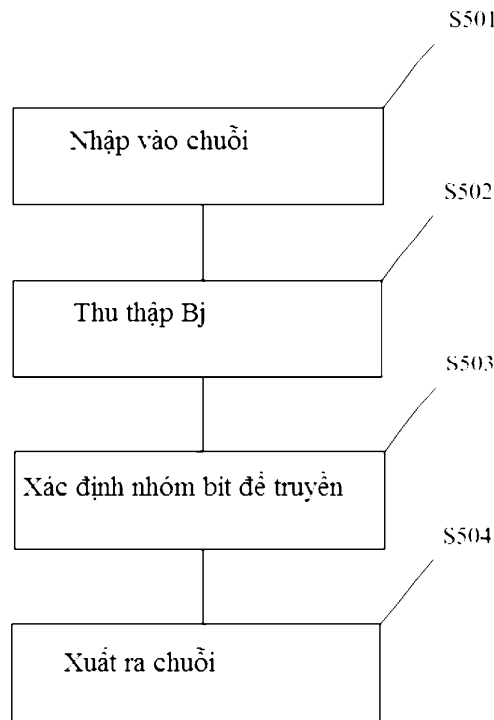 S501
Nhập vào chuỗi
S502
Thu thập Bj
S503
Xác định nhóm bit để truyền
S504
Xuất ra chuỗi